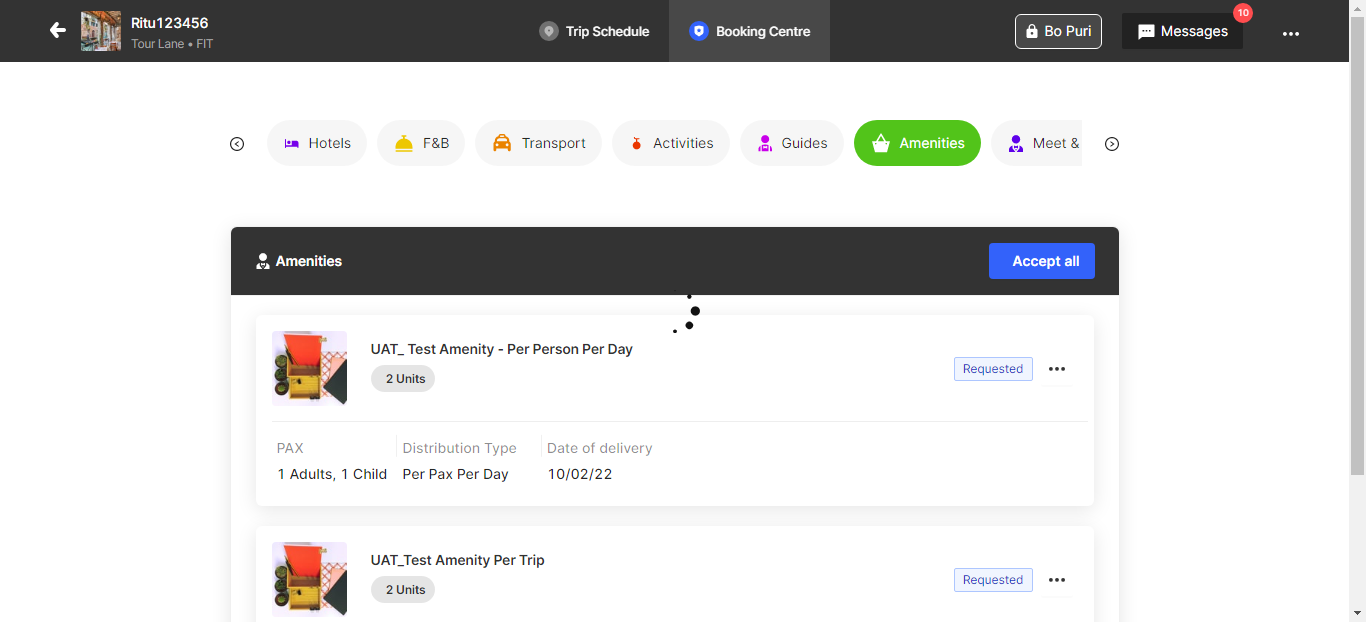 Ritu123456
Tour Lane • FIT
Trip Schedule
Booking Centre
Bo Puri
Messages
10
Hotels
F&B
Transport
Activities
Guides
Amenities
Meet &
Amenities
Accept all
UAT_ Test Amenity - Per Person Per Day
2 Units
Requested
PAX
Distribution Type
Date of delivery
1 Adults, 1 Child
Per Pax Per Day
10/02/22
UAT_Test Amenity Per Trip
2 Units
Requested